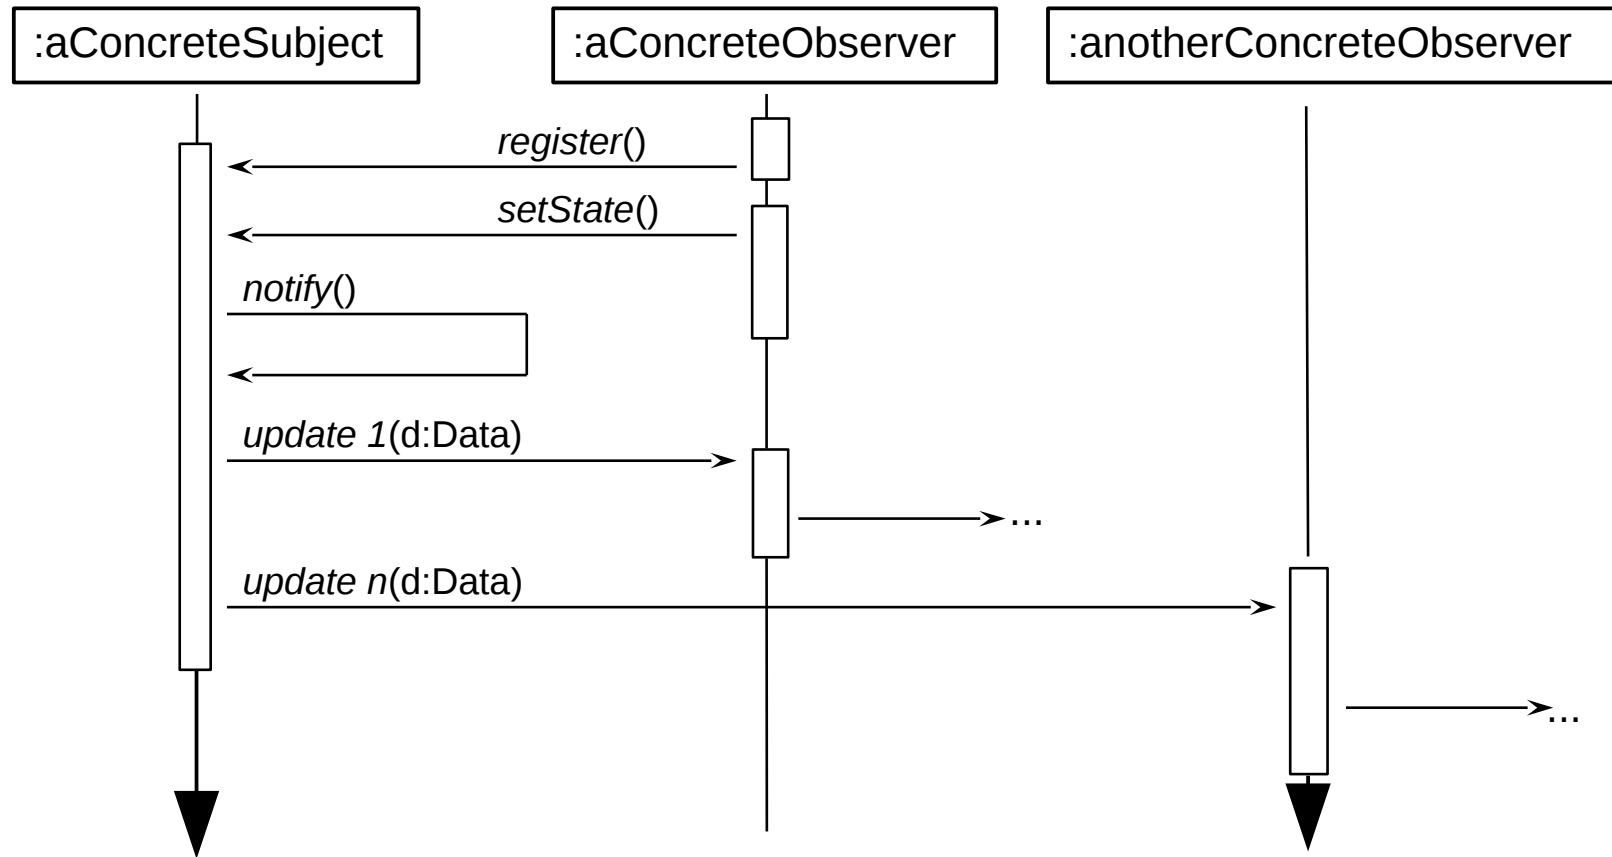 :aConcreteSubject
:aConcreteObserver
:anotherConcreteObserver
register()
setState()
notify()
update 1(d:Data)
...
update n(d:Data)
...